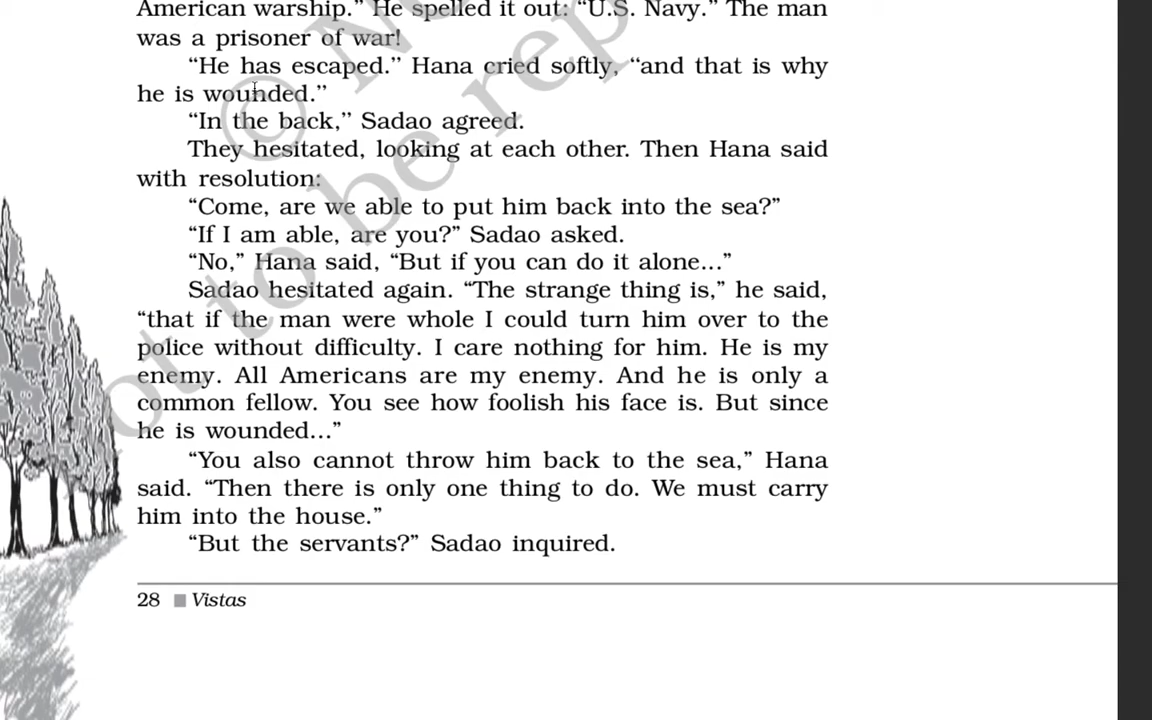 American warship.” He spelled it out: “U.S. Navy.” The man
was a prisoner of war!
“He has escaped.” Hana cried softly, “and that is why
he is wounded.”
“In the back,” Sadao agreed.
They hesitated, looking at each other. Then Hana said
with resolution:
“Come, are we able to put him back into the sea?”
“If I am able, are you?” Sadao asked.
“No,” Hana said, “But if you can do it alone...”
Sadao hesitated again. “The strange thing is,” he said,
“that if the man were whole I could turn him over to the
police without difficulty. I care nothing for him. He is my
enemy. All Americans are my enemy. And he is only a
common fellow. You see how foolish his face is. But since
he is wounded...”
“You also cannot throw him back to the sea,” Hana
said. “Then there is only one thing to do. We must carry
him into the house.”
“But the servants?” Sadao inquired.
28 ■ Vistas